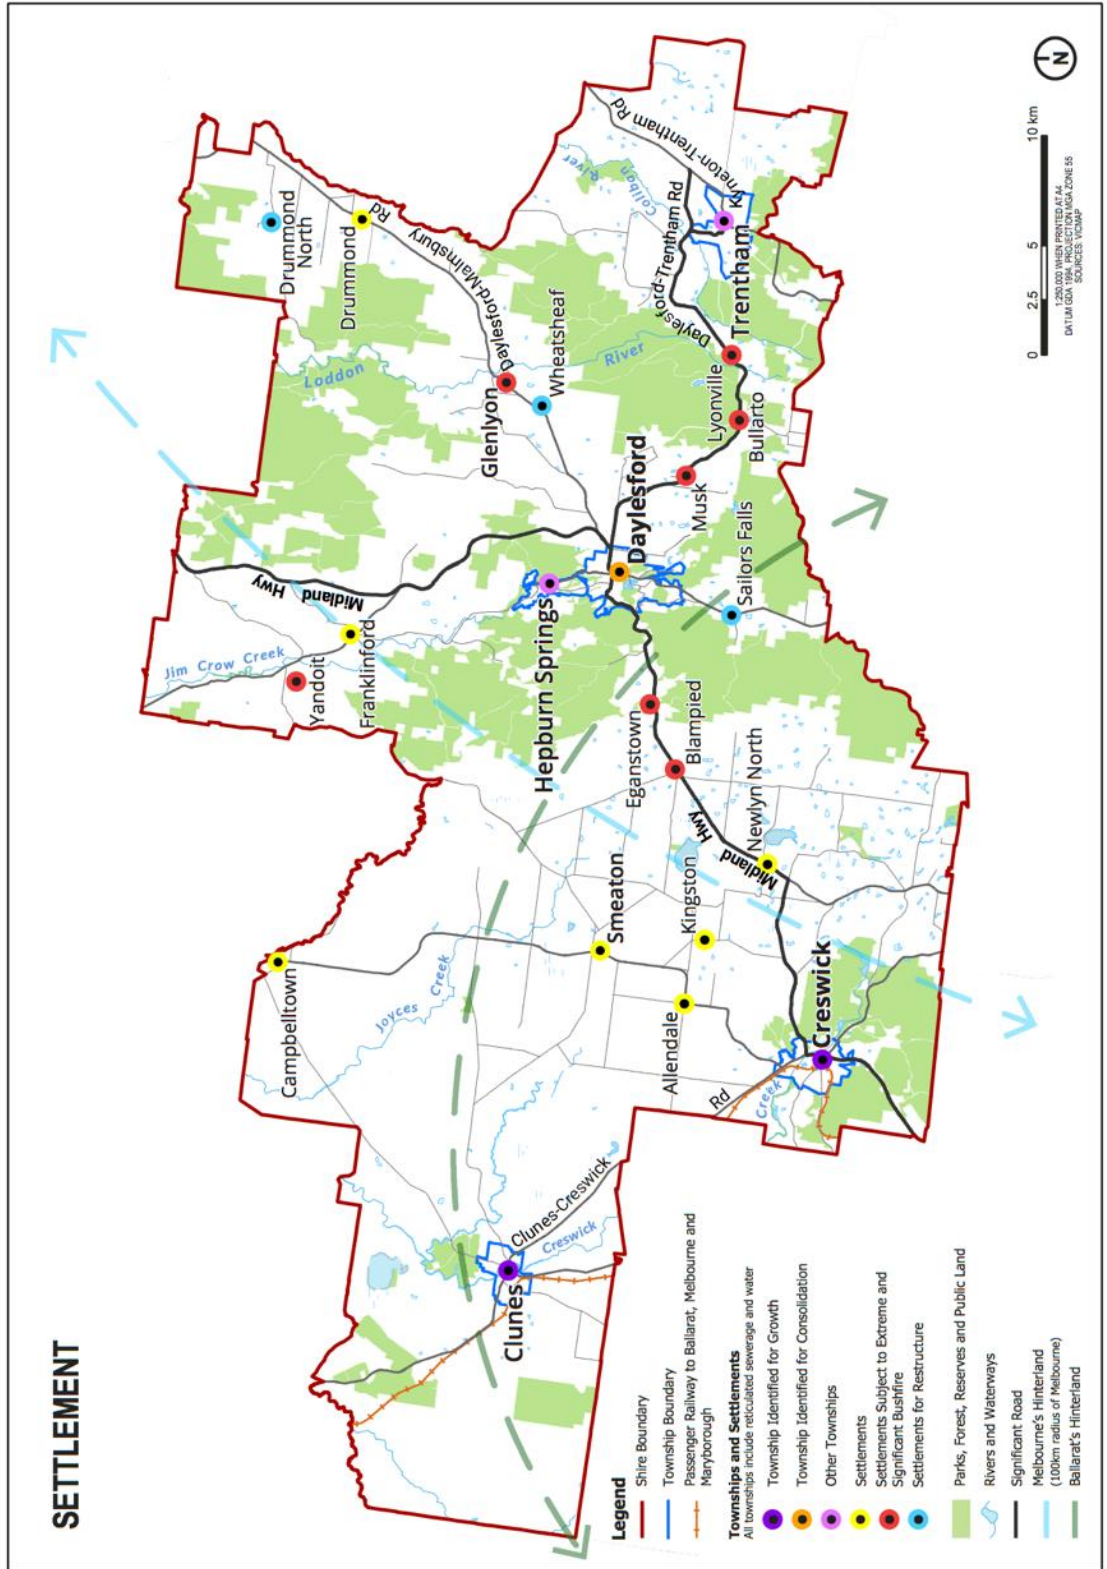 SETTLEMENT
Drummond
North
Drummond
Daylesford-Malmsbury
Rd
Loddon
River
Glenlyon
Wheatsheaf
Coliban
River
Daylesford-Trentham Rd
Kyneton-Trentham Rd
Trentham
Lyonville
Bullarto
Musk
Daylesford
Sailors Falls
Hepburn Springs
Midland
Hwy
Jim Crow Creek
Yandoit
Franklinford
Eganstown
Blampied
Newlyn North
Midland
Hwy
Kingston
Smeaton
Campbelltown
Joyces
Creek
Allendale
Creswick
Rd
Creek
Clunes-Creswick
Creswick
Clunes
Legend
Shire Boundary
Township Boundary
Passenger Railway to Ballarat, Melbourne and
Maryborough
Townships and Settlements
All townships include reticulated sewerage and water
Township Identified for Growth
Township Identified for Consolidation
Other Townships
Settlements
Settlements Subject to Extreme and
Significant Bushfire
Settlements for Restructure
Parks, Forest, Reserves and Public Land
Rivers and Waterways
Significant Road
Melbourne's Hinterland
(100km radius of Melbourne)
Ballarat's Hinterland
0 2.5 5 10 km
1:250,000 WHEN PRINTED AT A4
DATUM GDA 1994, PROJECTION MGA ZONE 55
SOURCES: VICMAP
N